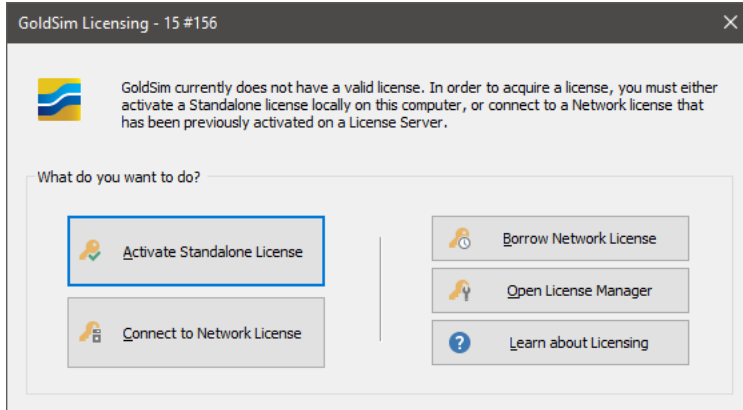 GoldSim Licensing - 15 #156
GoldSim currently does not have a valid license. In order to acquire a license, you must either
activate a Standalone license locally on this computer, or connect to a Network license that
has been previously activated on a License Server.
What do you want to do?
Activate Standalone License
Connect to Network License
Borrow Network License
Open License Manager
Learn about Licensing